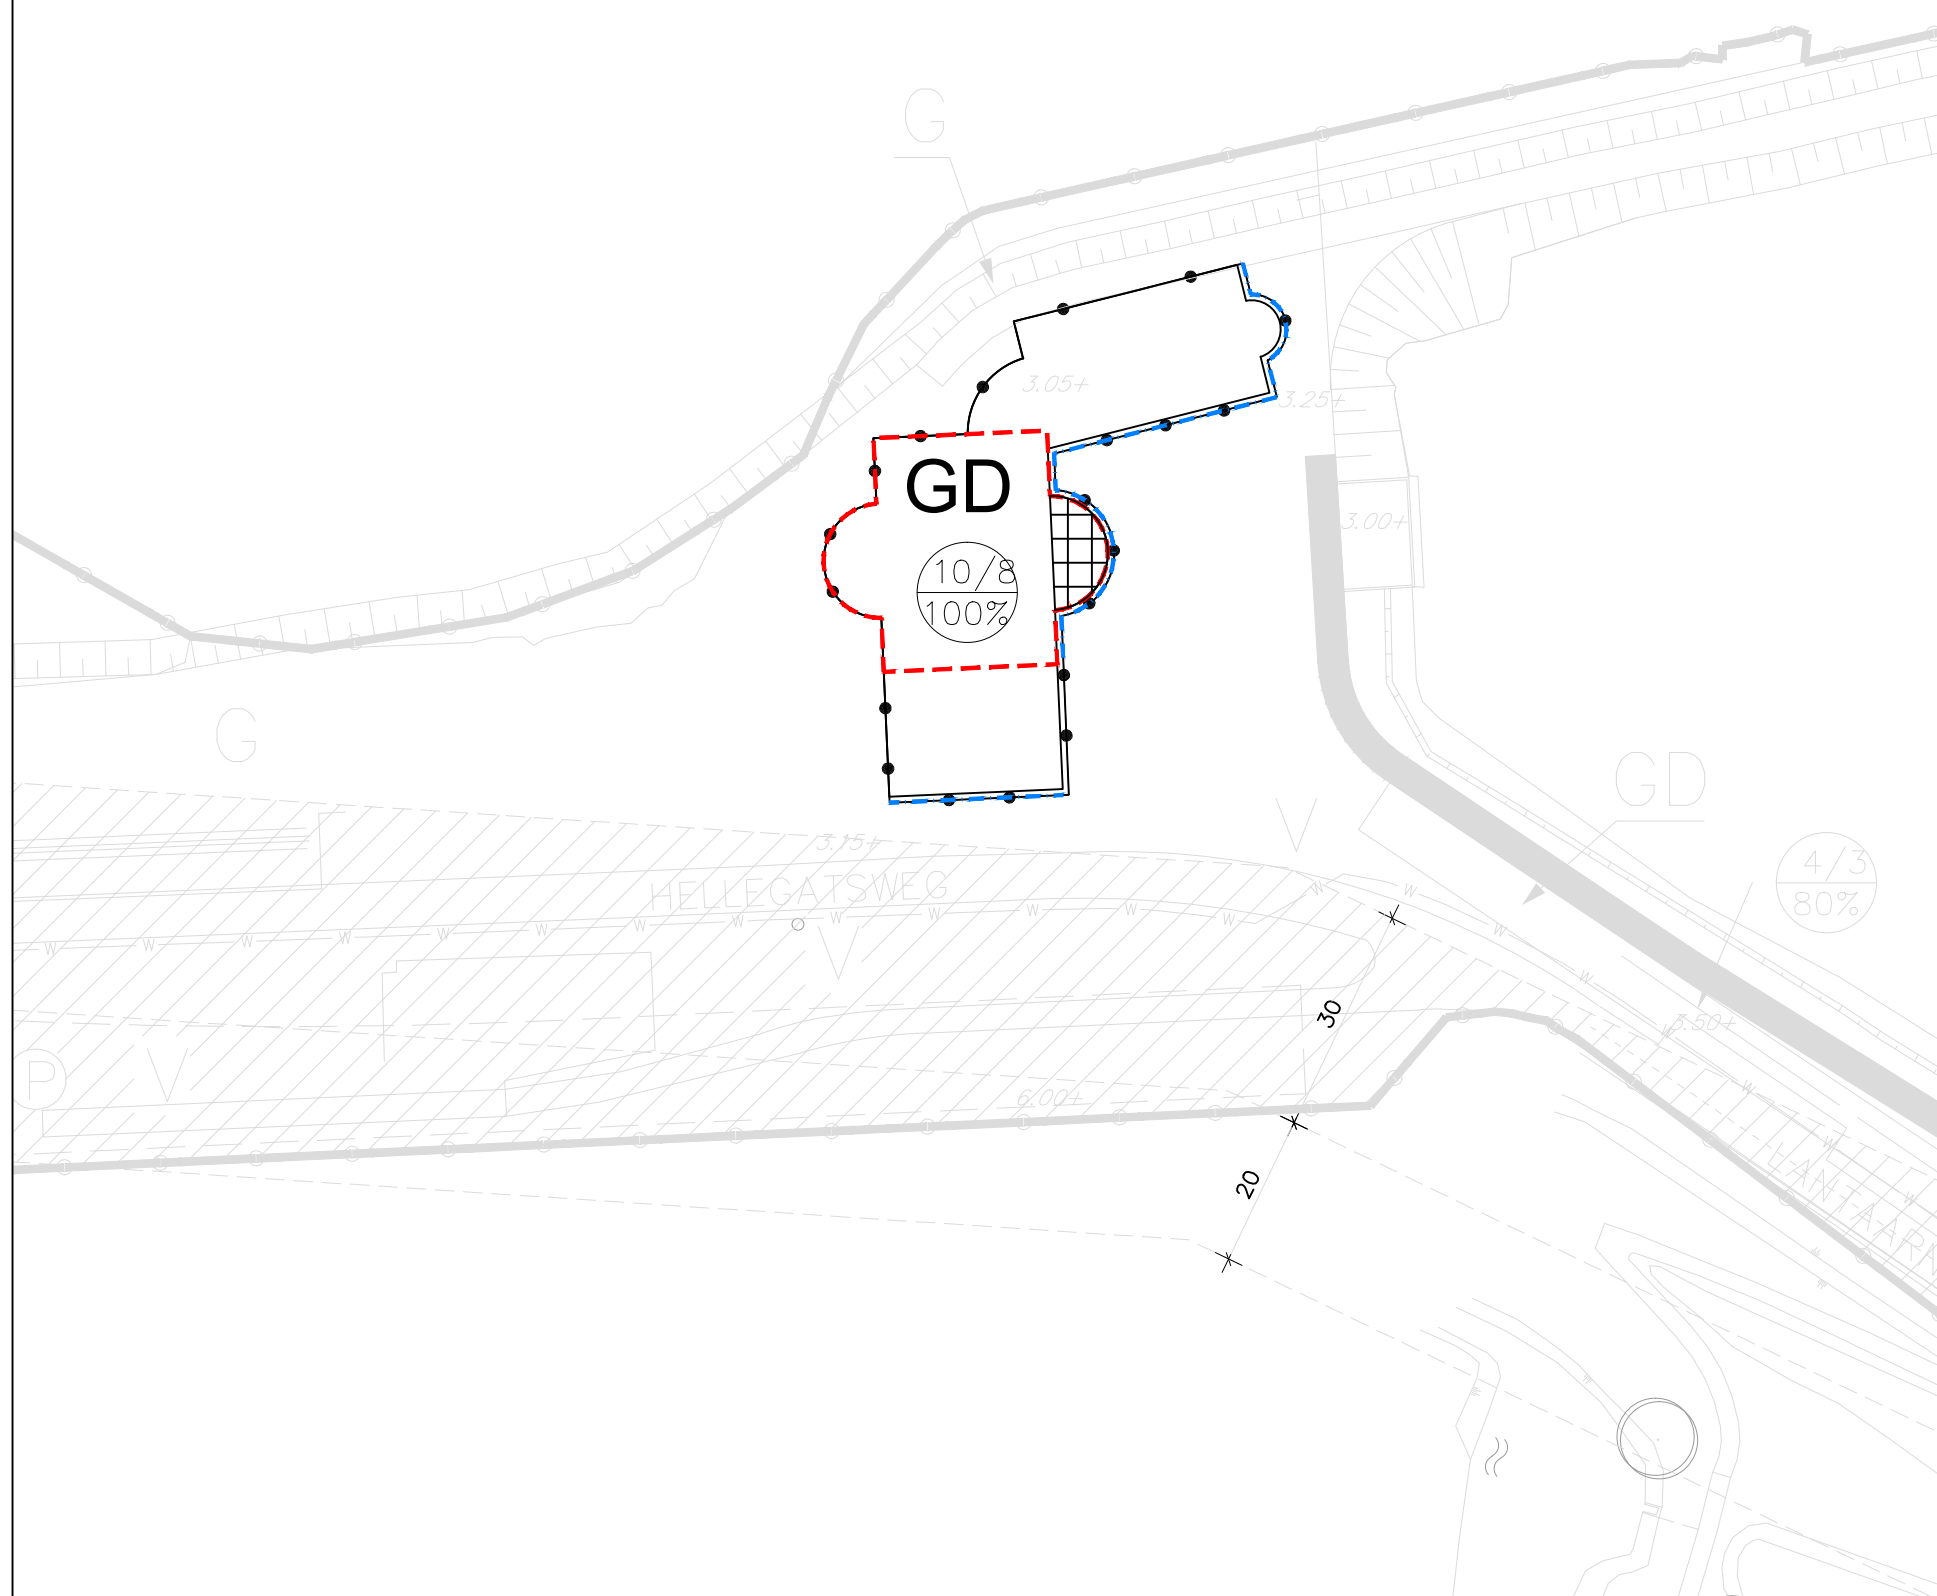 G
3.05+
3.25+
GD
3.00+
10/8
100%
G
GD
3.15+
4/3
80%
HELLEGATSWEG
W W W W W W W W W W W W W W W W W W
V
V
30
3.50+
V
P
6.00+
20
LANTAARN